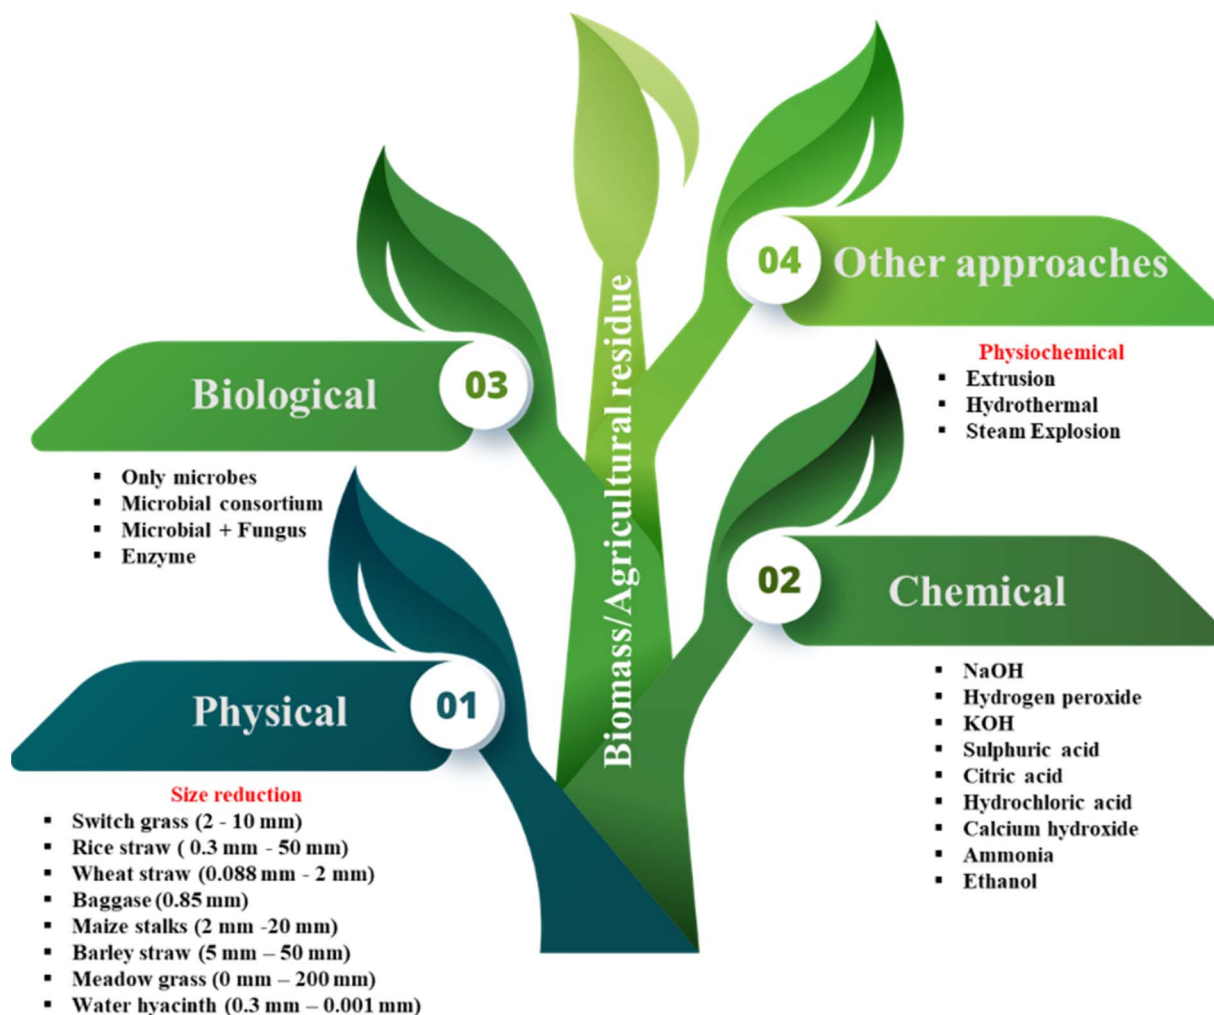 Biomass/Agricultural residue
01
Physical
Size reduction
▪ Switch grass (2 - 10 mm)
▪ Rice straw ( 0.3 mm - 50 mm)
▪ Wheat straw (0.088 mm - 2 mm)
▪ Baggase (0.85 mm)
▪ Maize stalks (2 mm -20 mm)
▪ Barley straw (5 mm – 50 mm)
▪ Meadow grass (0 mm – 200 mm)
▪ Water hyacinth (0.3 mm – 0.001 mm)
02
Chemical
▪ NaOH
▪ Hydrogen peroxide
▪ KOH
▪ Sulphuric acid
▪ Citric acid
▪ Hydrochloric acid
▪ Calcium hydroxide
▪ Ammonia
▪ Ethanol
03
Biological
▪ Only microbes
▪ Microbial consortium
▪ Microbial + Fungus
▪ Enzyme
04
Other approaches
Physiochemical
▪ Extrusion
▪ Hydrothermal
▪ Steam Explosion